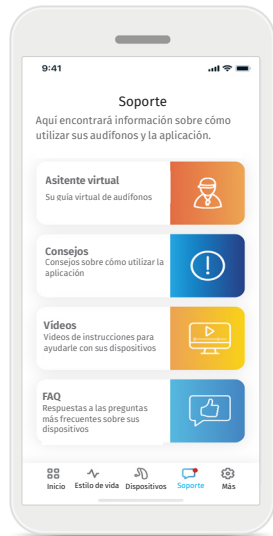 9:41
Soporte
Aquí encontrará información sobre cómo
utilizar sus audífonos y la aplicación.
Asitente virtual
Su guía virtual de audífonos
Consejos
Consejos sobre cómo utilizar la
aplicación
Vídeos
Videos de instrucciones para
ayudarle con sus dispositivos
FAQ
Respuestas a las preguntas
más frecuentes sobre sus
dispositivos
Inicio Estilo de vida Dispositivos Soporte Más